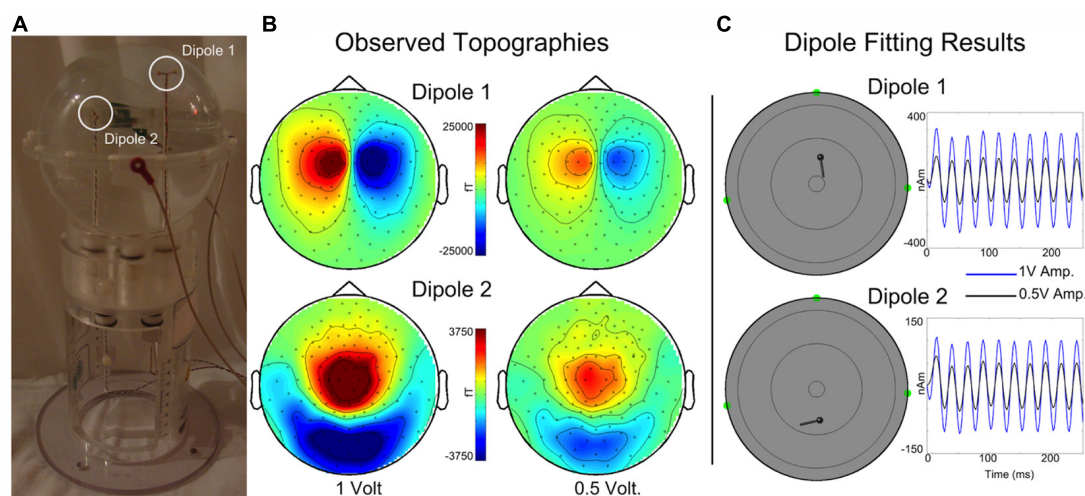 A
Dipole 1
Dipole 2
B
Observed Topographies
Dipole 1
25000
fT
-25000
Dipole 2
3750
fT
-3750
1 Volt
0.5 Volt.
C
Dipole Fitting Results
Dipole 1
400
nAm
-400
0
100
200
1V Amp.
0.5V Amp.
Dipole 2
150
nAm
-150
0
100
200
Time (ms)